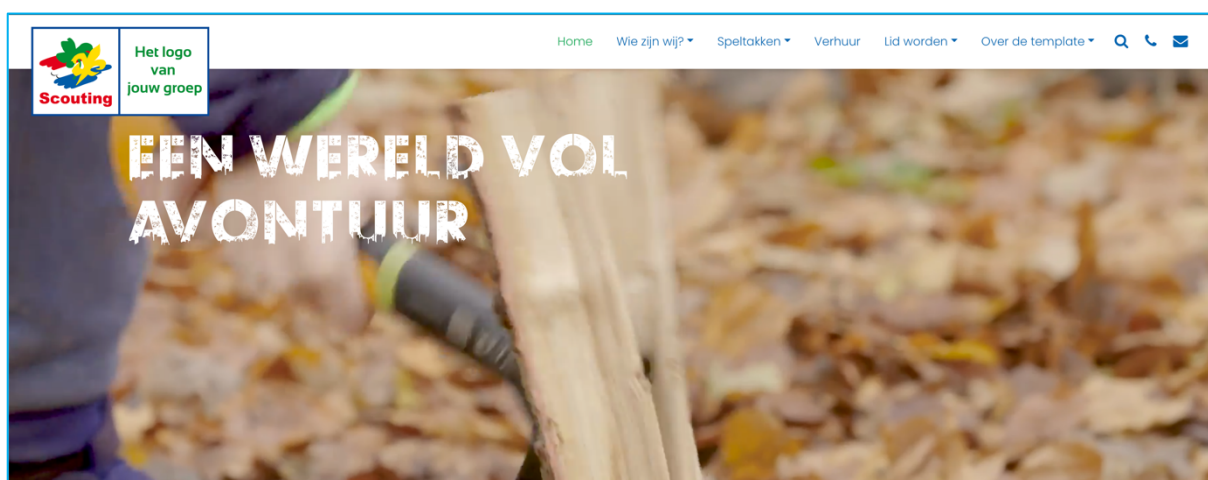 Scouting
Het logo
van
jouw groep
Home Wie zijn wij? Speltakken Verhuur Lid worden Over de template
EEN WERELD VOL
AVONTUUR